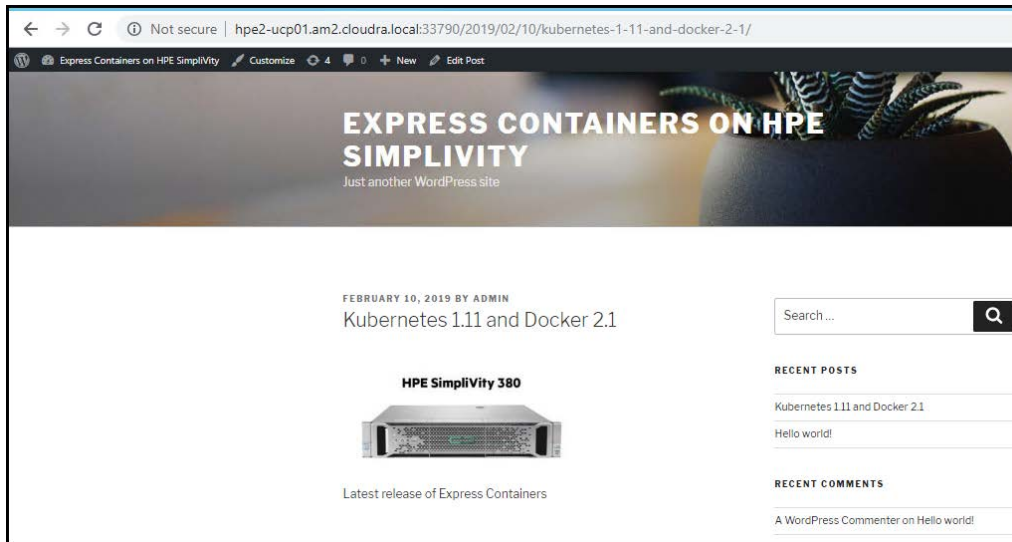 Not secure | hpe2-ucp01.am2.cloudra.local:33790/2019/02/10/kubernetes-1-11-and-docker-2-1/
Express Containers on HPE SimpliVity Customize 4 0 New Edit Post
EXPRESS CONTAINERS ON HPE
SIMPLIVITY
Just another WordPress site
FEBRUARY 10, 2019 BY ADMIN
Kubernetes 1.11 and Docker 2.1
HPE SimpliVity 380
Latest release of Express Containers
Search ...
RECENT POSTS
Kubernetes 1.11 and Docker 2.1
Hello world!
RECENT COMMENTS
A WordPress Commenter on Hello world!